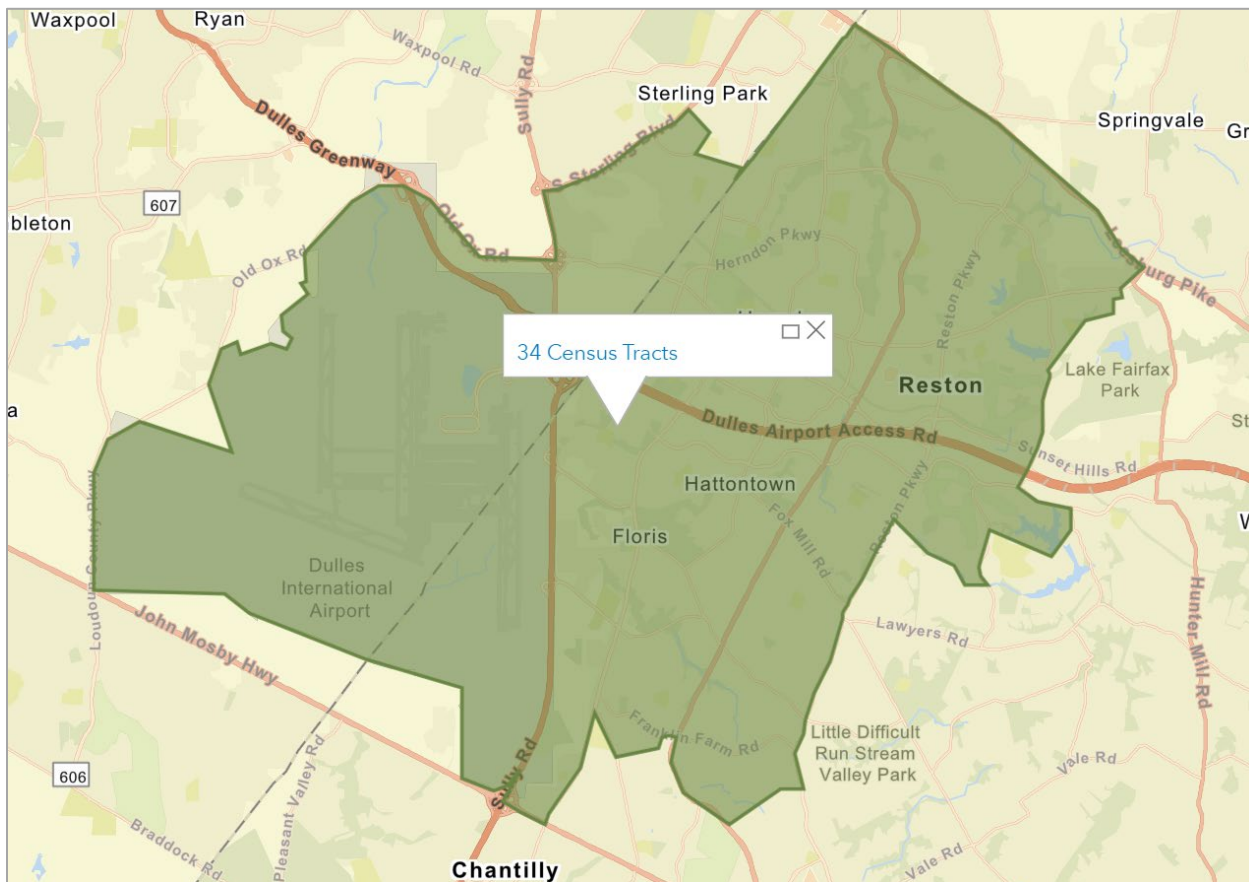 Waxpool
Ryan
Waxpool Rd
Sully Rd
Sterling Park
Springvale
Dulles Greenway
S Sterling Blvd
607
bleton
Old Ox Rd
Old Ox Rd
Herndon Pkwy
Leesburg Pike
Reston Pkwy
34 Census Tracts
Lake Fairfax
Park
Reston
a
Dulles Airport Access Rd
Sunset Hills Rd
Hattontown
Reston Pkwy
Fox Mill Rd
Floris
Loudoun County Pkwy
Dulles
International
Airport
John Mosby Hwy
Lawyers Rd
Hunter Mill Rd
Franklin Farm Rd
Little Difficult
Run Stream
Valley Park
Vale Rd
Sully Rd
606
Pleasant Valley Rd
Braddock Rd
Chantilly
Vale Rd